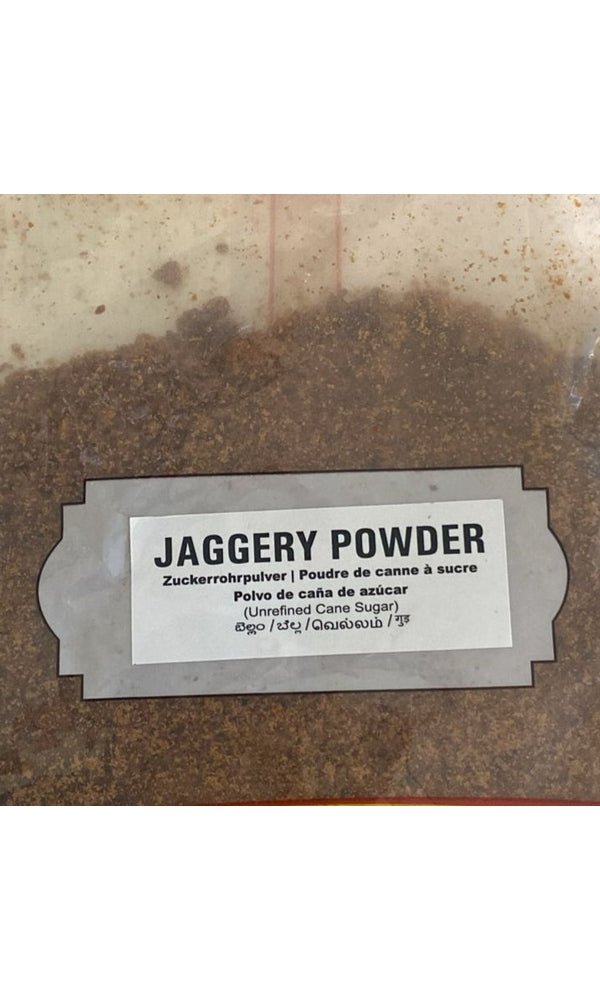 JAGGERY POWDER
Zuckerrohrpulver | Poudre de canne à sucre
Polvo de caña de azúcar
(Unrefined Cane Sugar)
బెల్లం / ಬೆಲ್ಲ / வெல்லம் / गुड़